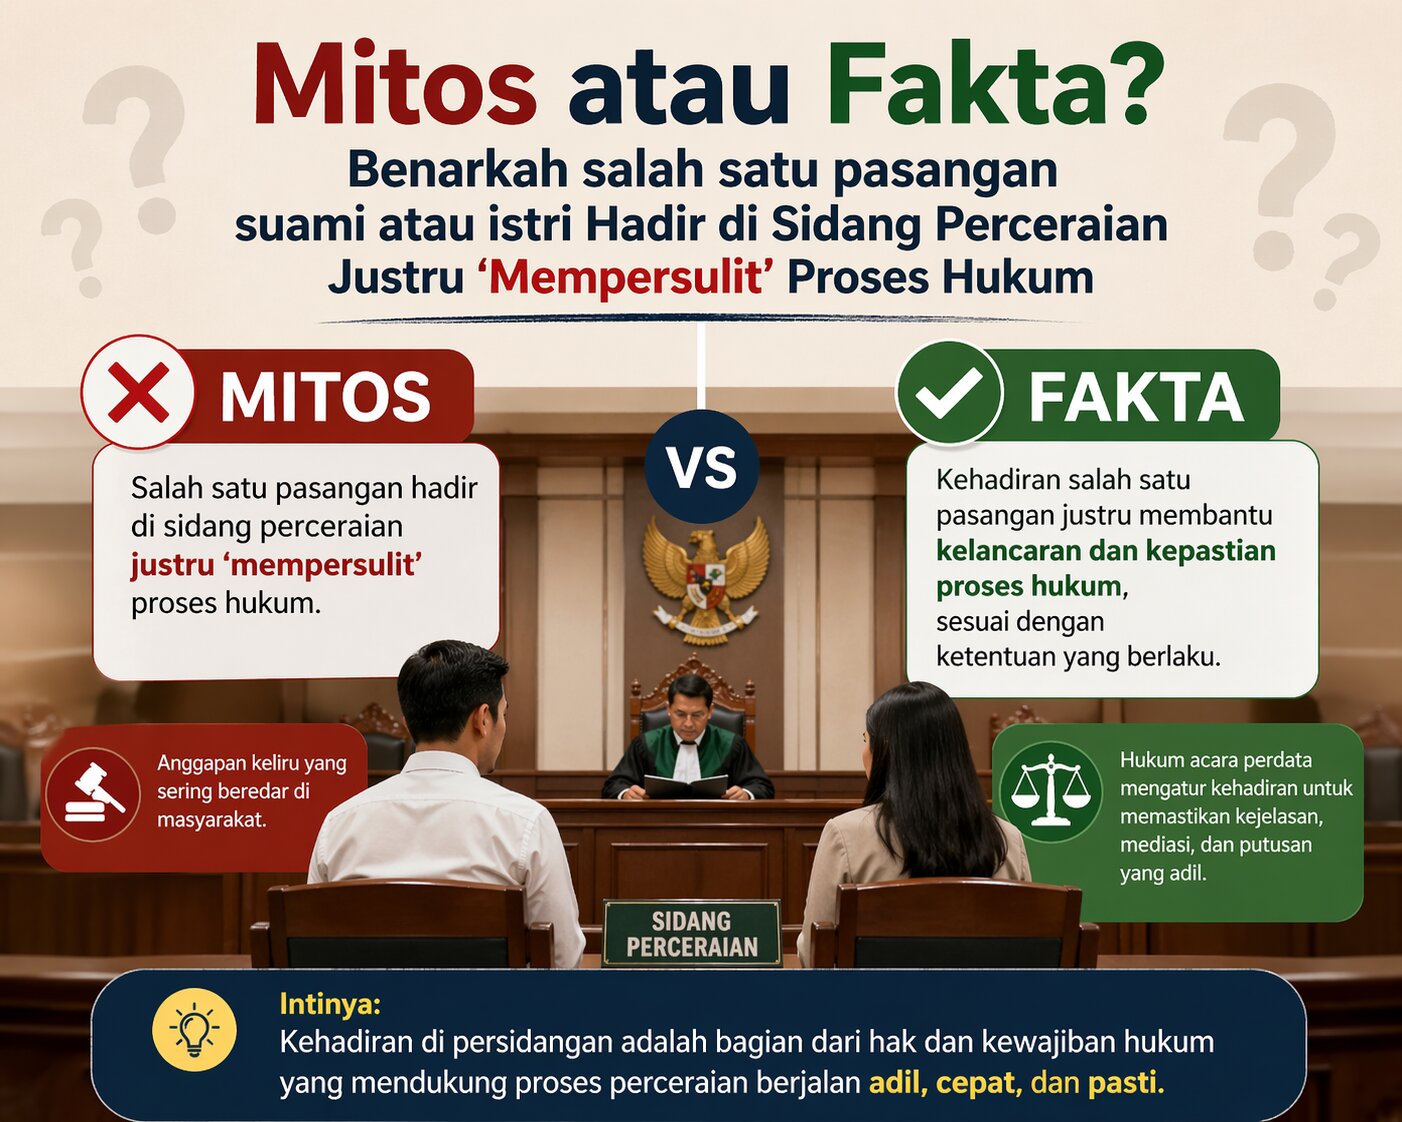 Mitos atau Fakta?
Benarkah salah satu pasangan
suami atau istri Hadir di Sidang Perceraian
Justru ‘Mempersulit’ Proses Hukum
MITOS
VS
FAKTA
Salah satu pasangan hadir
di sidang perceraian
justru ‘mempersulit’
proses hukum.
Kehadiran salah satu
pasangan justru membantu
kelancaran dan kepastian
proses hukum,
sesuai dengan
ketentuan yang berlaku.
Anggapan keliru yang
sering beredar di
masyarakat.
Hukum acara perdata
mengatur kehadiran untuk
memastikan kejelasan,
mediasi, dan putusan
yang adil.
SIDANG
PERCERAIAN
Intinya:
Kehadiran di persidangan adalah bagian dari hak dan kewajiban hukum
yang mendukung proses perceraian berjalan adil, cepat, dan pasti.